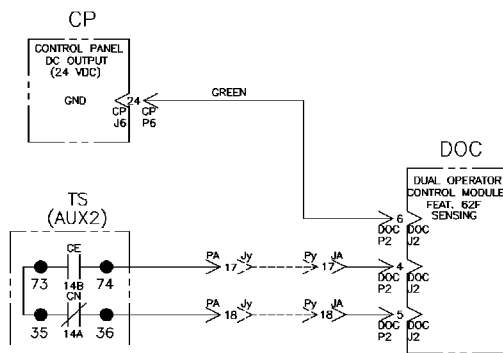 CP
CONTROL PANEL
DC OUTPUT
(24 VDC)
GND
24
CP
J6
CP
P6
GREEN
DOC
DUAL OPERATOR
CONTROL MODULE
FEAT. 62F
SENSING
6
DOC
P2
DOC
J2
TS
(AUX2)
CE
73
74
14B
PA
17
Jy
Py
17
JA
4
DOC
P2
DOC
J2
CN
35
36
14A
PA
18
Jy
Py
18
JA
5
DOC
P2
DOC
J2